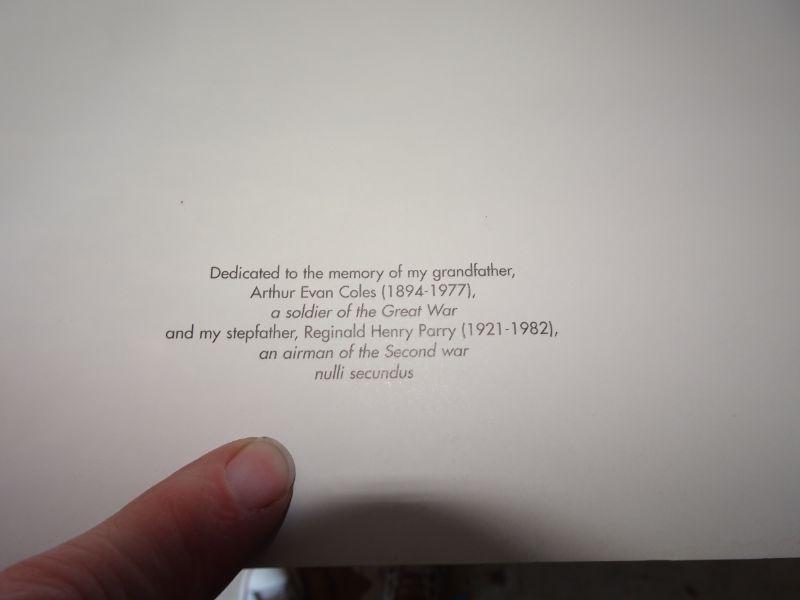 Dedicated to the memory of my grandfather,
Arthur Evan Coles (1894-1977),
a soldier of the Great War
and my stepfather, Reginald Henry Parry (1921-1982),
an airman of the Second war
nulli secundus